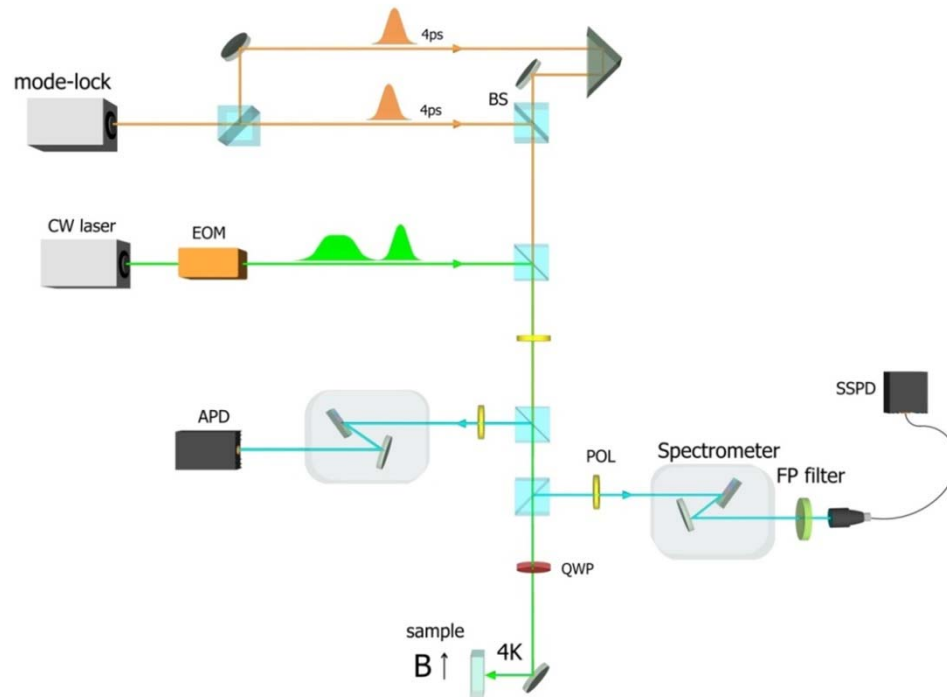 4ps
mode-lock
4ps
BS
CW laser
EOM
SSPD
APD
Spectrometer
POL
FP filter
QWP
sample
B ↑
4K